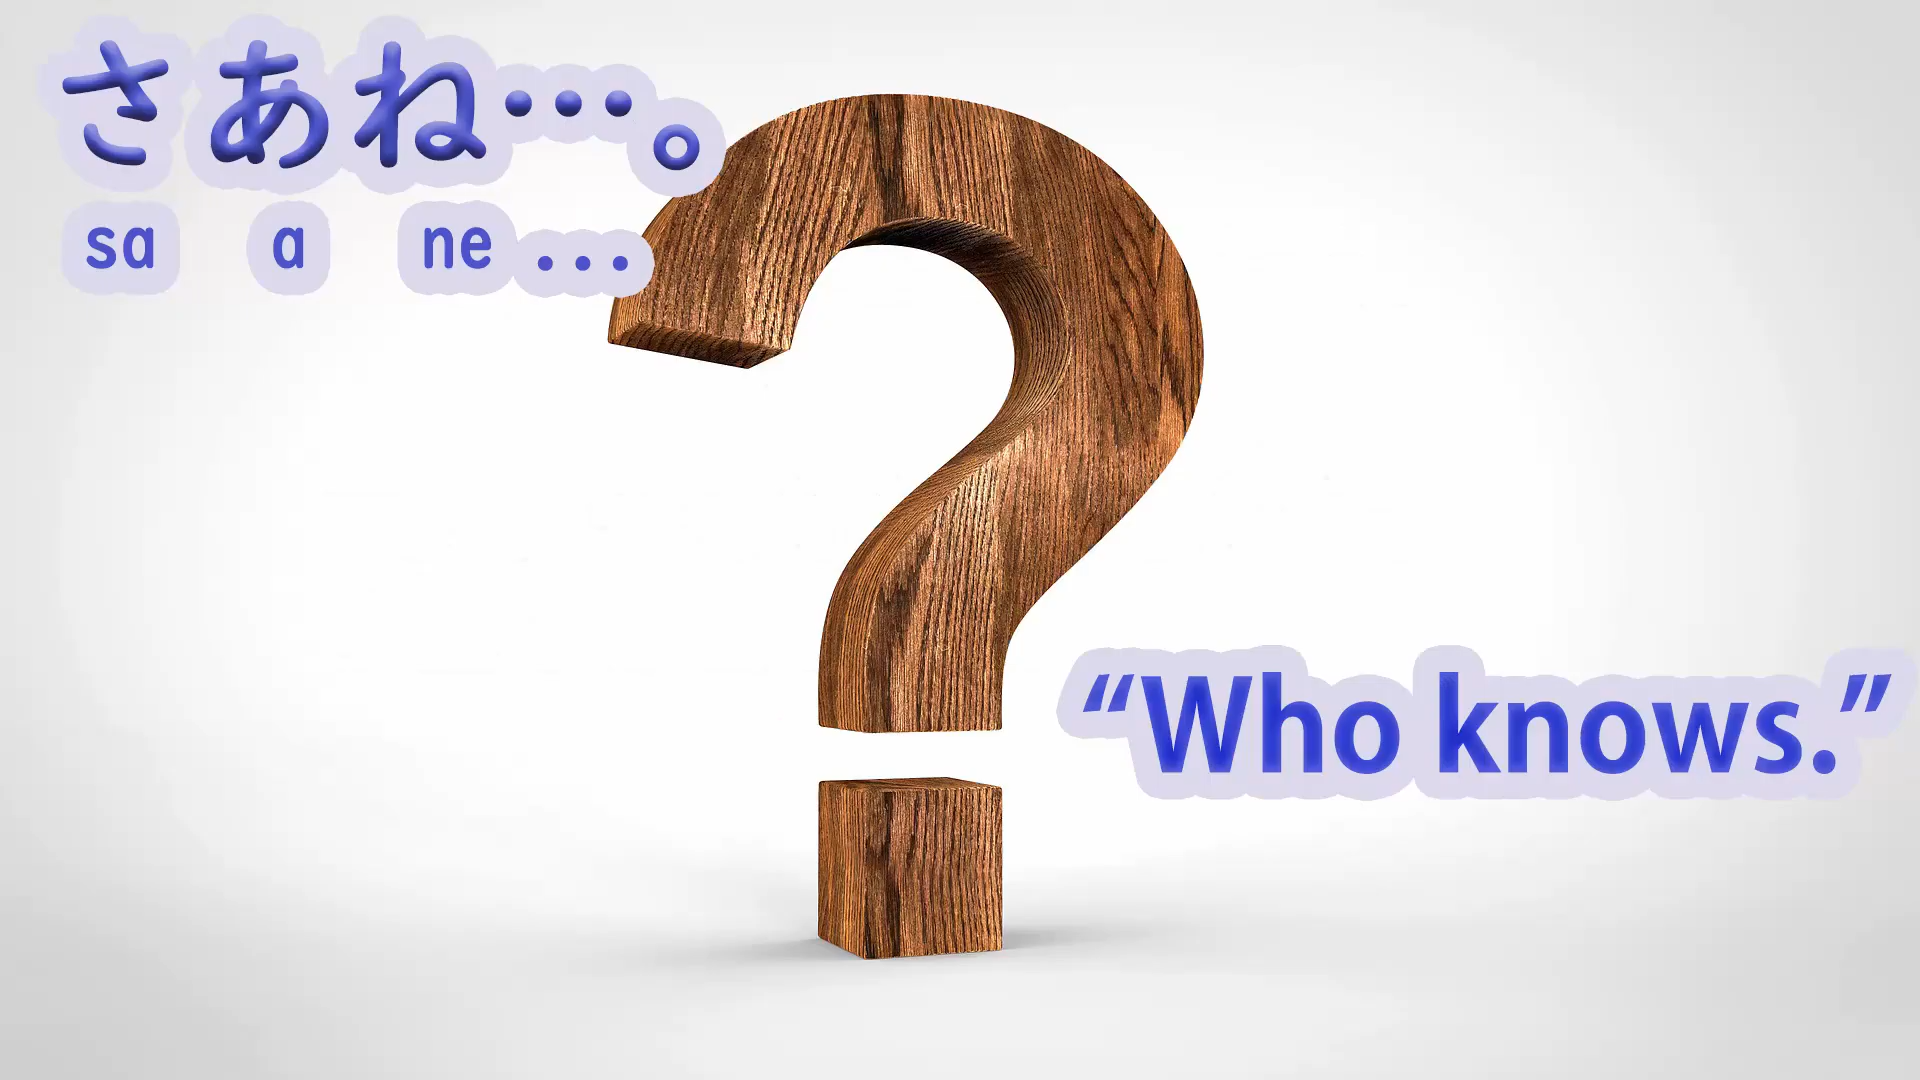 さあね…。
sa a ne...
“Who knows.”